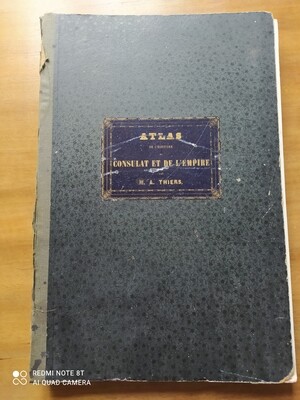 ATLAS
DE L'HISTOIRE
CONSULAT ET DE L'EMPIRE
M. A. THIERS.
REDMI NOTE 8T
AI QUAD CAMERA